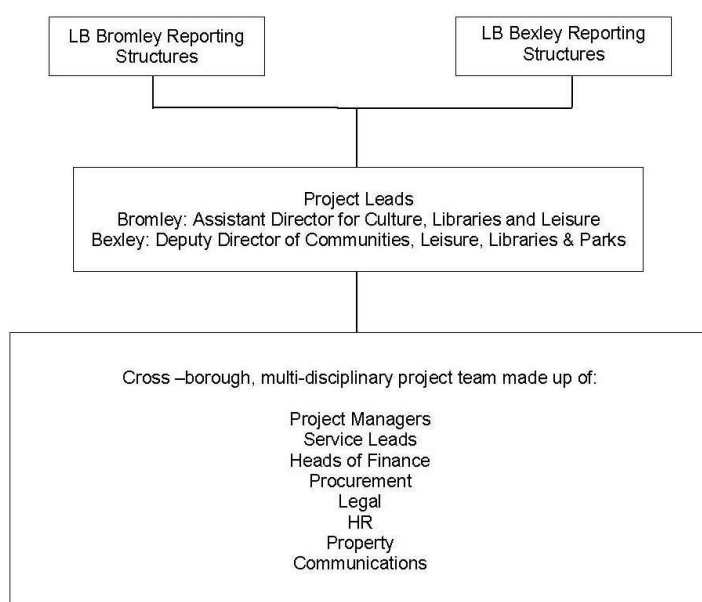 LB Bromley Reporting
Structures
LB Bexley Reporting
Structures
Project Leads
Bromley: Assistant Director for Culture, Libraries and Leisure
Bexley: Deputy Director of Communities, Leisure, Libraries & Parks
Cross –borough, multi-disciplinary project team made up of:
Project Managers
Service Leads
Heads of Finance
Procurement
Legal
HR
Property
Communications